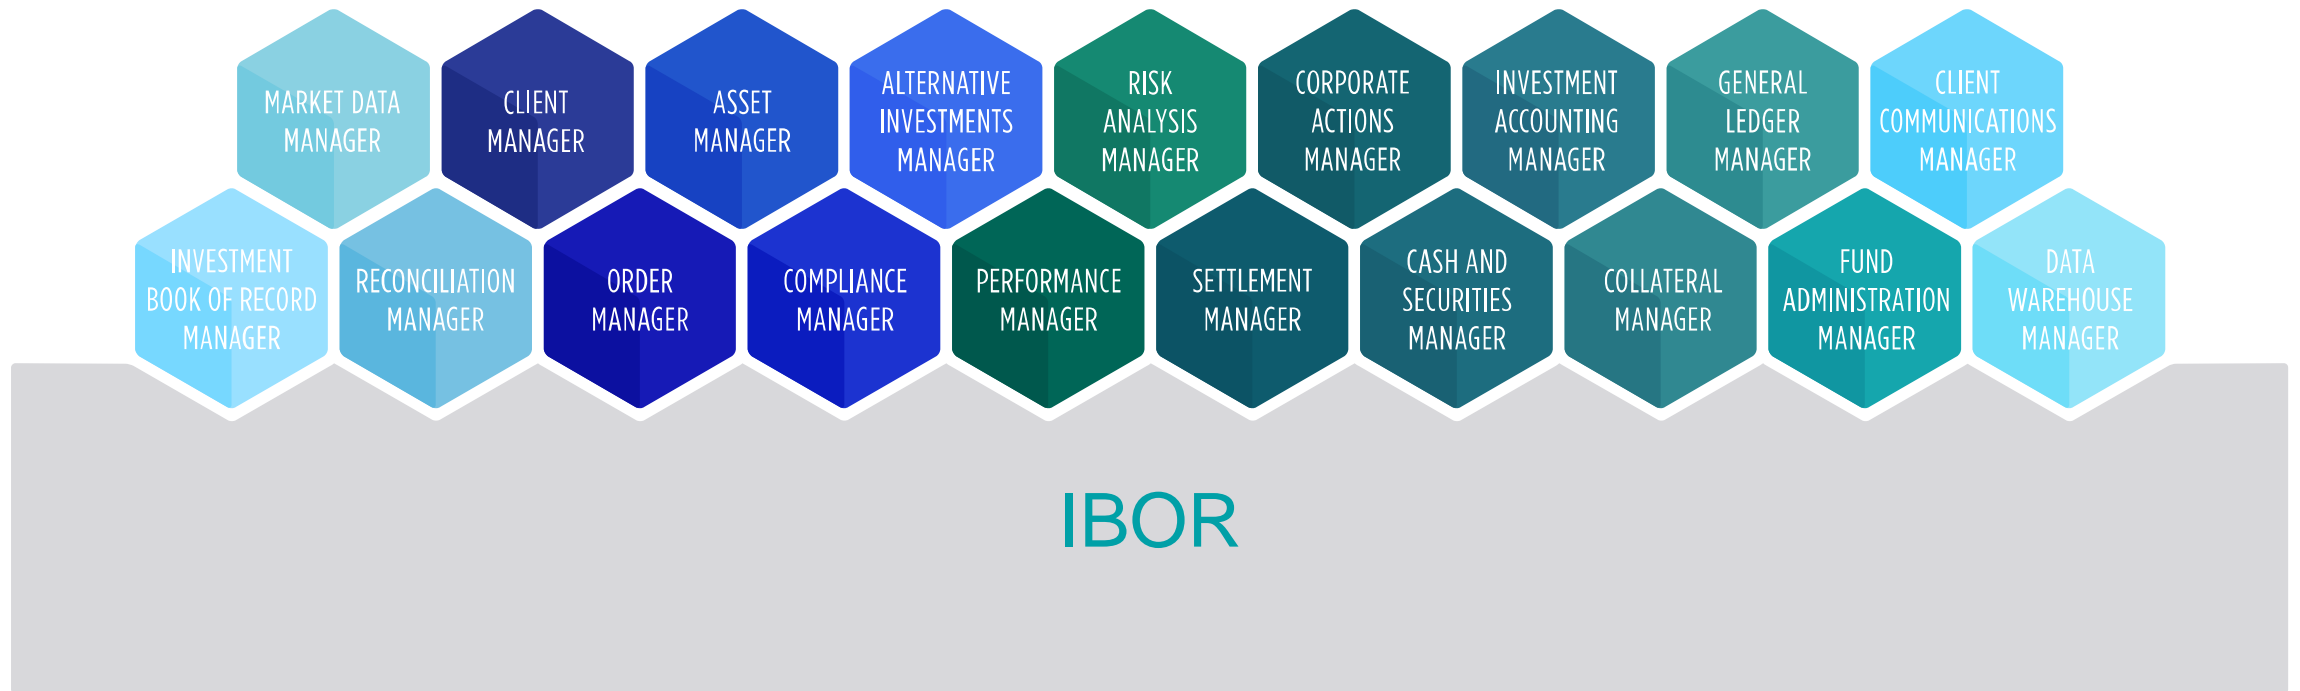 MARKET DATA
MANAGER
CLIENT
MANAGER
ASSET
MANAGER
ALTERNATIVE
INVESTMENTS
MANAGER
RISK
ANALYSIS
MANAGER
CORPORATE
ACTIONS
MANAGER
INVESTMENT
ACCOUNTING
MANAGER
GENERAL
LEDGER
MANAGER
CLIENT
COMMUNICATIONS
MANAGER
INVESTMENT
BOOK OF RECORD
MANAGER
RECONCILIATION
MANAGER
ORDER
MANAGER
COMPLIANCE
MANAGER
PERFORMANCE
MANAGER
SETTLEMENT
MANAGER
CASH AND
SECURITIES
MANAGER
COLLATERAL
MANAGER
FUND
ADMINISTRATION
MANAGER
DATA
WAREHOUSE
MANAGER
IBOR